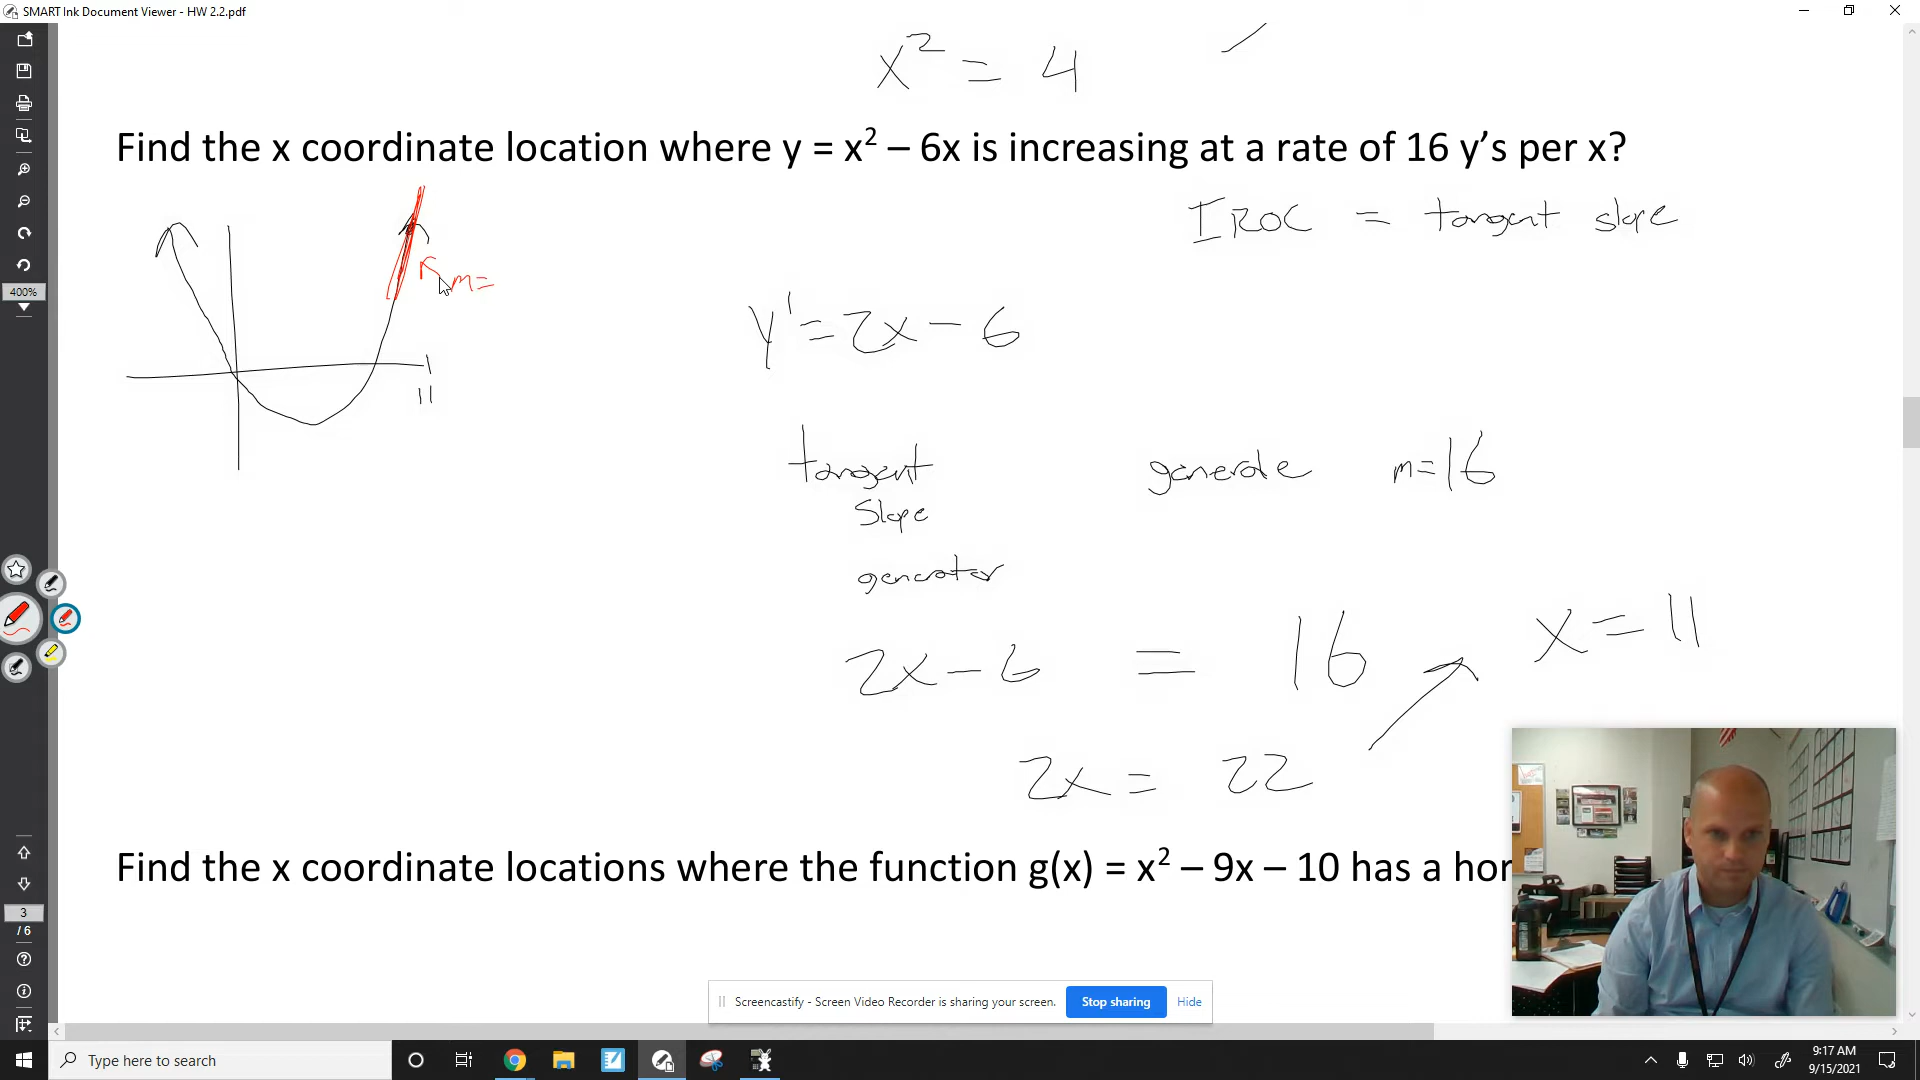 SMART Ink Document Viewer - HW 2.2.pdf
x² = 4
Find the x coordinate location where y = x² – 6x is increasing at a rate of 16 y’s per x?
IROC = tangent slope
m=
y' = 2x - 6
11
400%
tangent generate m=16
slope
generator
2x - 6 = 16
x = 11
2x = 22
Find the x coordinate locations where the function g(x) = x² – 9x – 10 has a hor
3
/ 6
Screencastify - Screen Video Recorder is sharing your screen.
Stop sharing
Hide
Type here to search
9:17 AM
9/15/2021